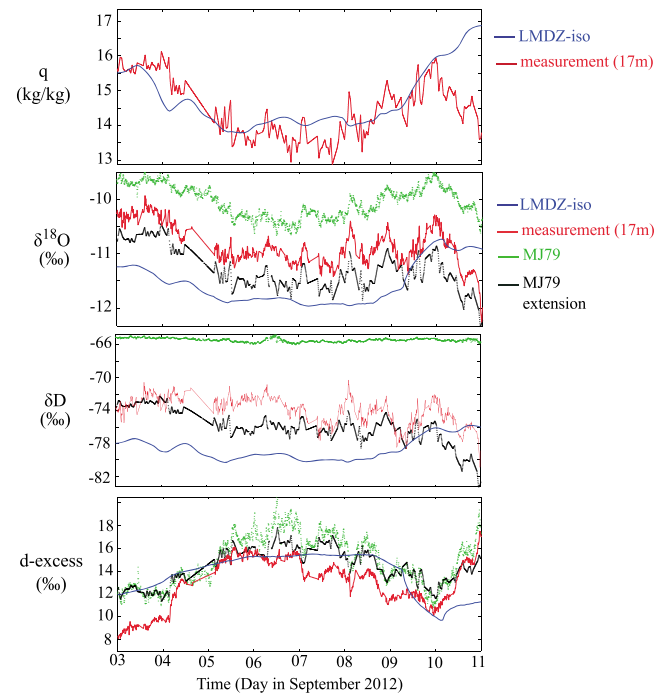 q
(kg/kg)
17
16
15
14
13
LMDZ-iso
measurement (17m)
δ18O
(‰)
-10
-11
-12
LMDZ-iso
measurement (17m)
MJ79
MJ79
extension
δD
(‰)
-66
-70
-74
-78
-82
d-excess
(‰)
18
16
14
12
10
8
03 04 05 06 07 08 09 10 11
Time (Day in September 2012)